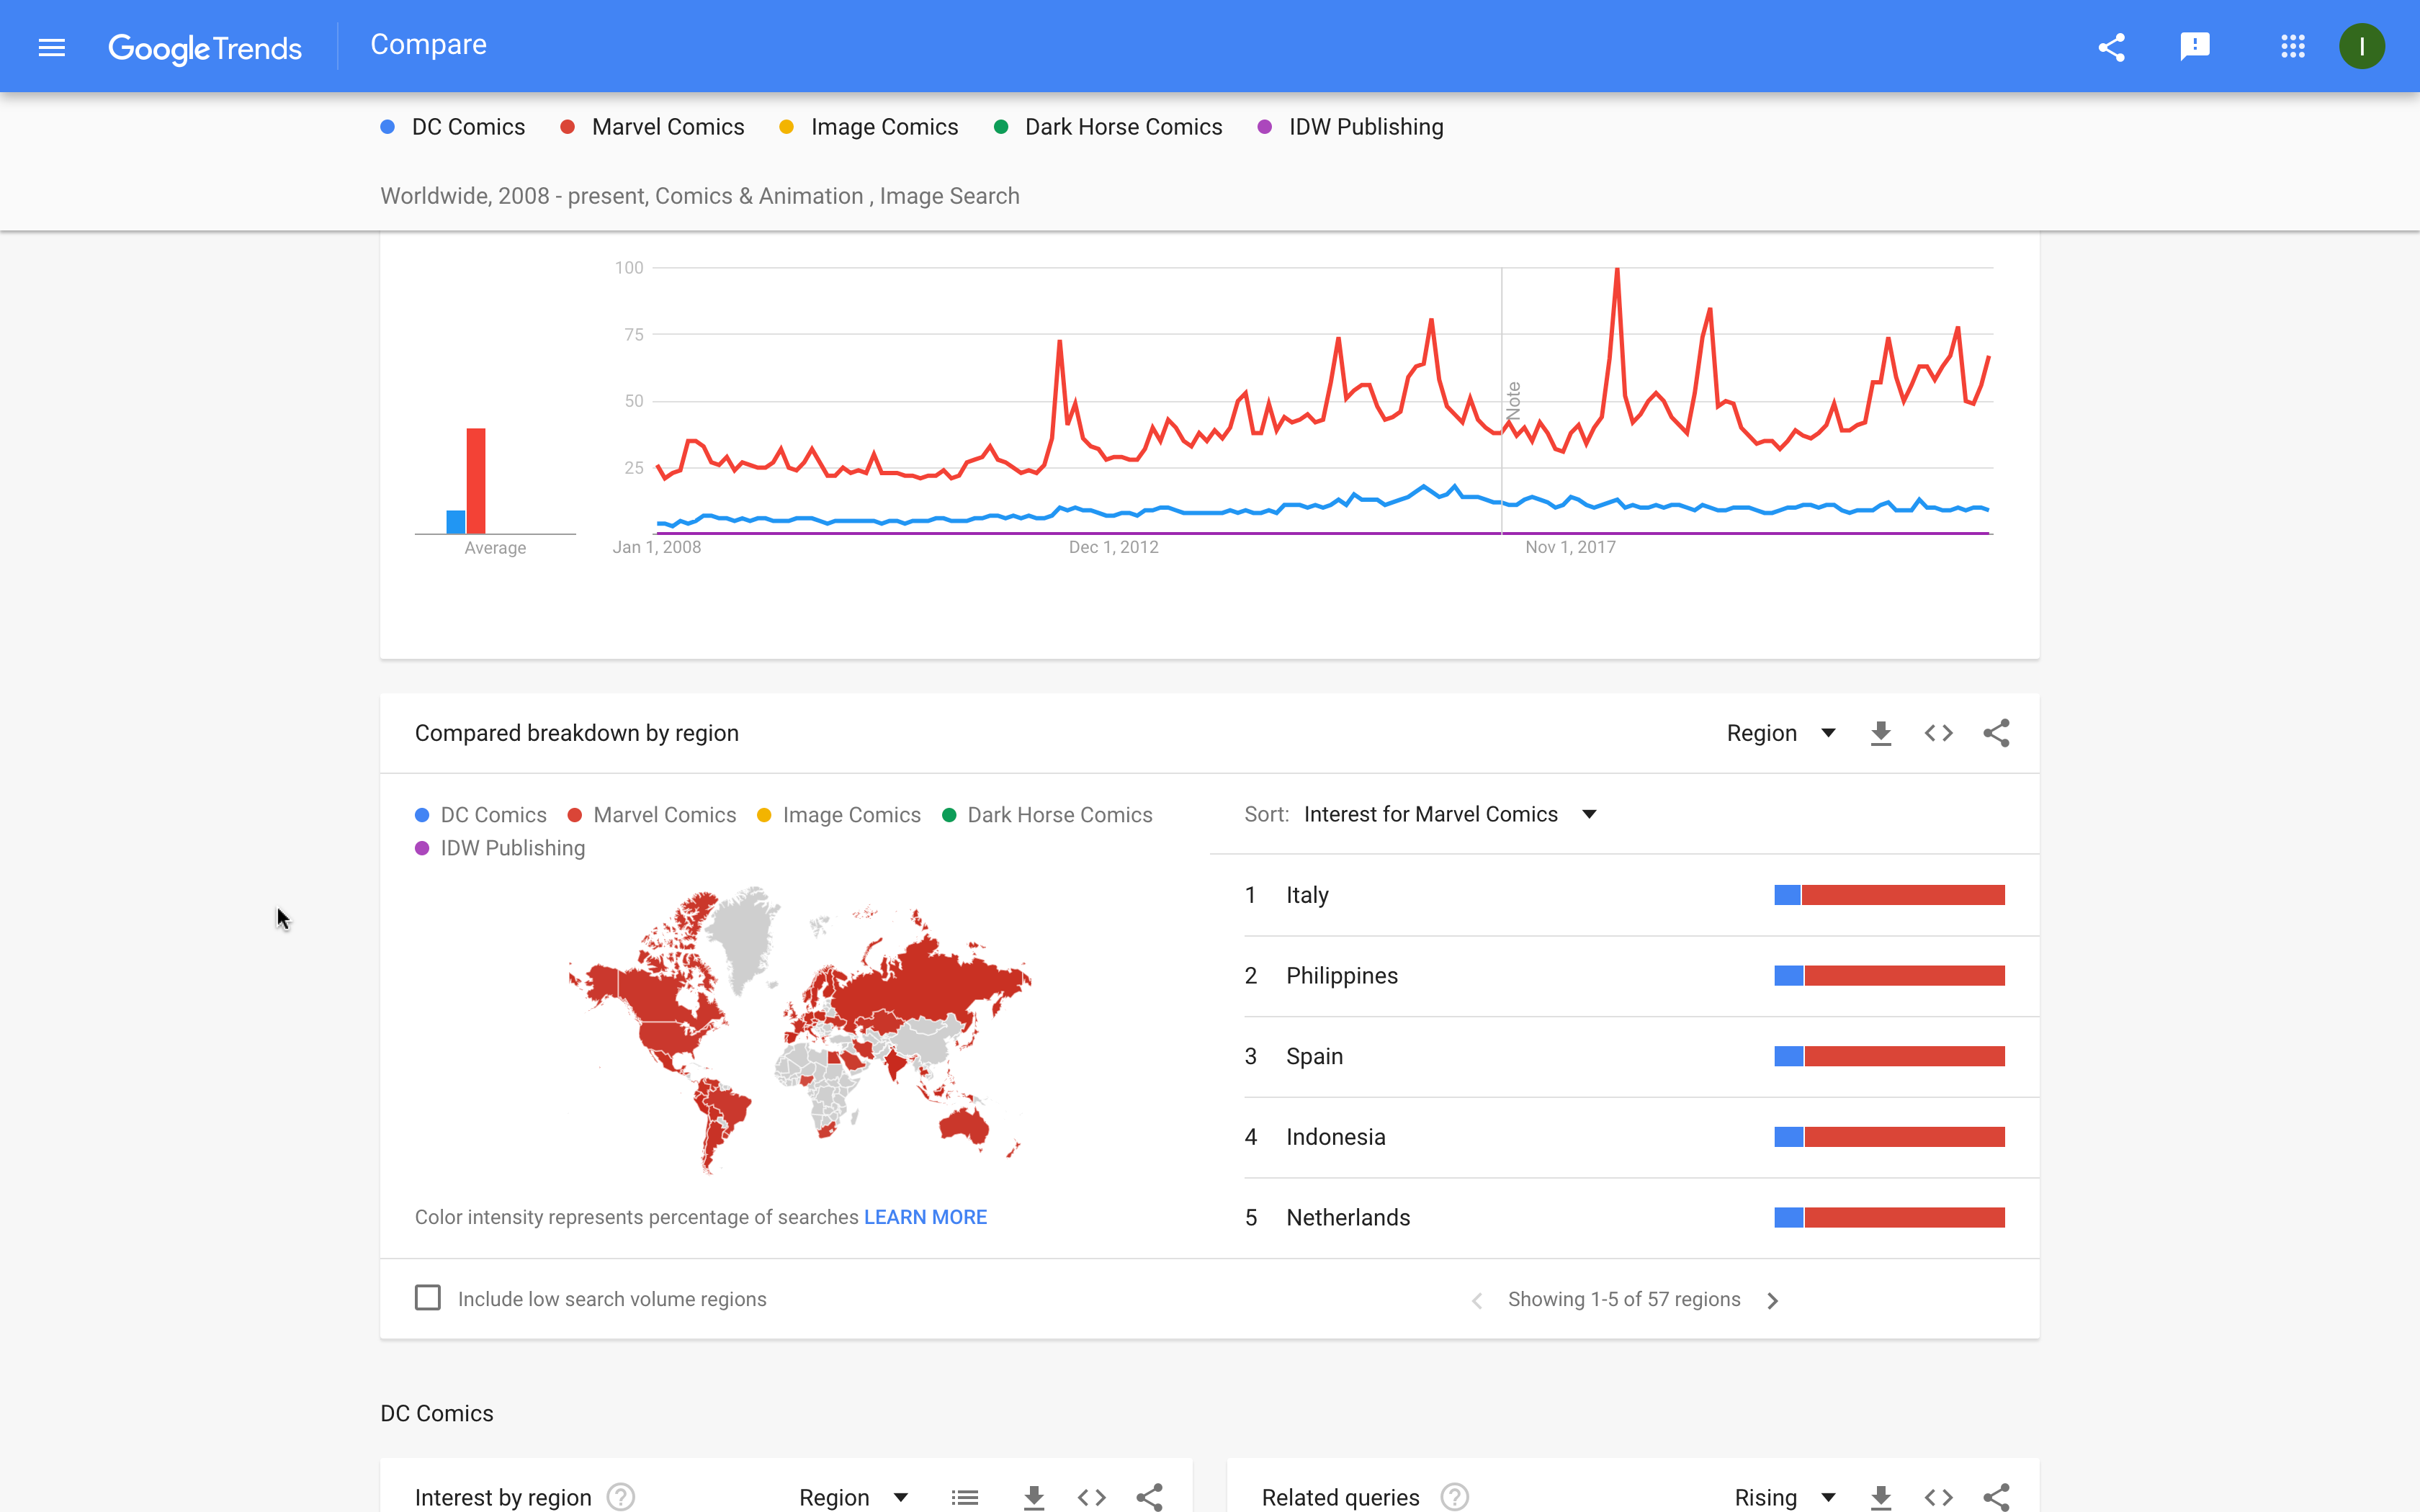 Google Trends
Compare
I
DC Comics
Marvel Comics
Image Comics
Dark Horse Comics
IDW Publishing
Worldwide, 2008 - present, Comics & Animation , Image Search
100
75
50
25
Note
Average
Jan 1, 2008
Dec 1, 2012
Nov 1, 2017
Compared breakdown by region
Region
DC Comics
Marvel Comics
Image Comics
Dark Horse Comics
IDW Publishing
Color intensity represents percentage of searches LEARN MORE
Sort: Interest for Marvel Comics
1 Italy
2 Philippines
3 Spain
4 Indonesia
5 Netherlands
Include low search volume regions
Showing 1-5 of 57 regions
DC Comics
Interest by region ?
Region
Related queries ?
Rising